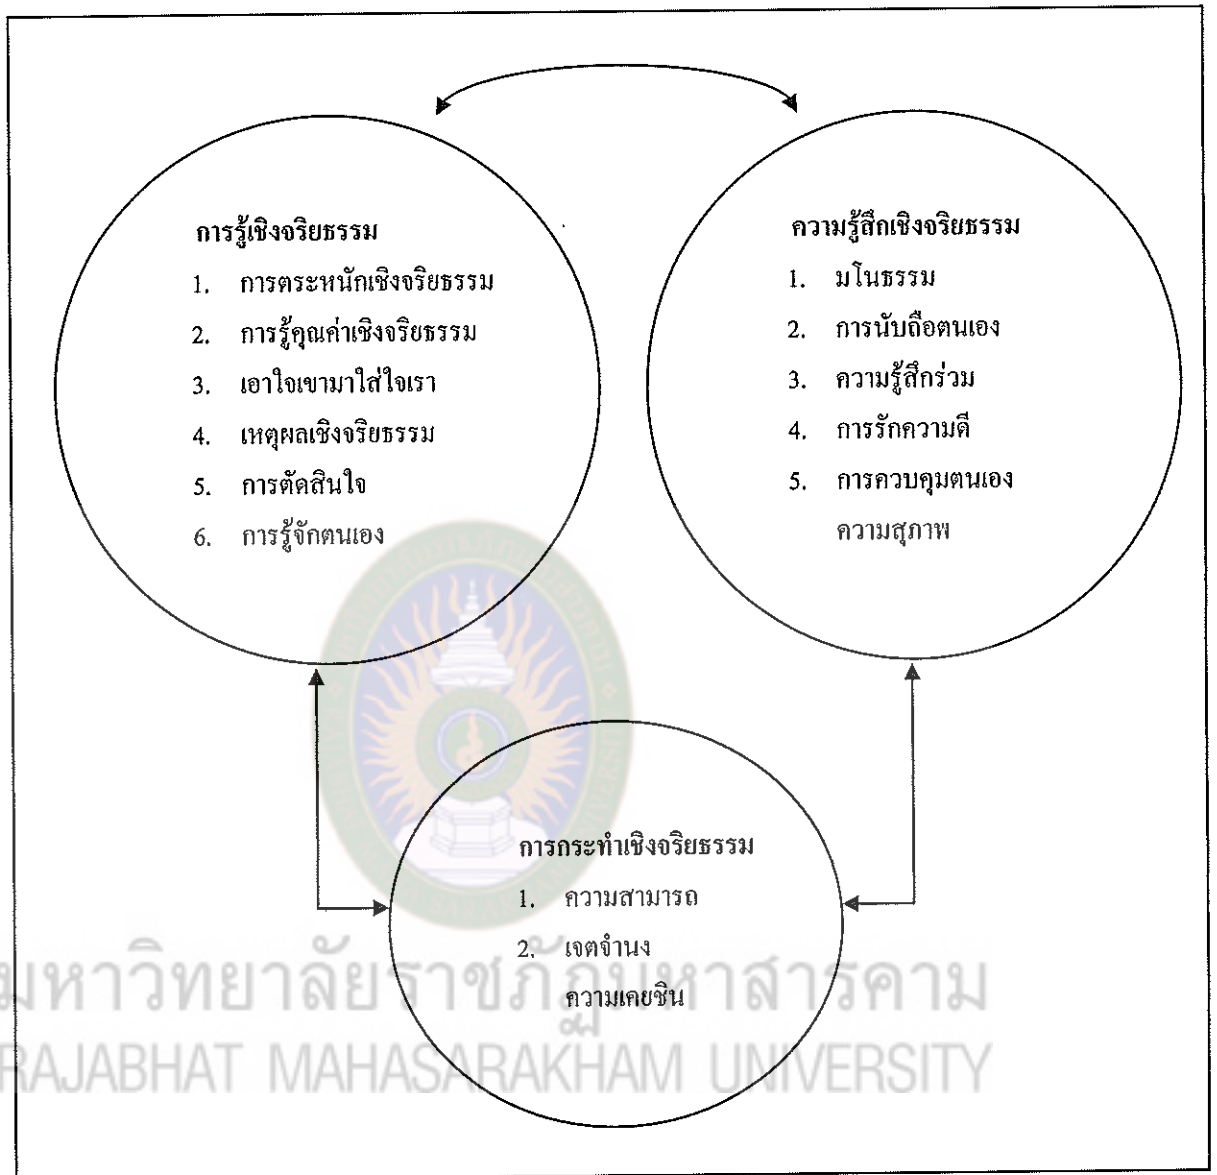 การรู้เชิงจริยธรรม
1. การตระหนักเชิงจริยธรรม
2. การรู้คุณค่าเชิงจริยธรรม
3. เอาใจเขามาใส่ใจเรา
4. เหตุผลเชิงจริยธรรม
5. การตัดสินใจ
6. การรู้จักตนเอง
ความรู้สึกเชิงจริยธรรม
1. มโนธรรม
2. การนับถือตนเอง
3. ความรู้สึกร่วม
4. การรักความดี
5. การควบคุมตนเอง
ความสุภาพ
การกระทำเชิงจริยธรรม
1. ความสามารถ
2. เจตจำนง
ความเคยชิน
มหาวิทยาลัยราชภัฏมหาสารคาม
RAJABHAT MAHASARAKHAM UNIVERSITY